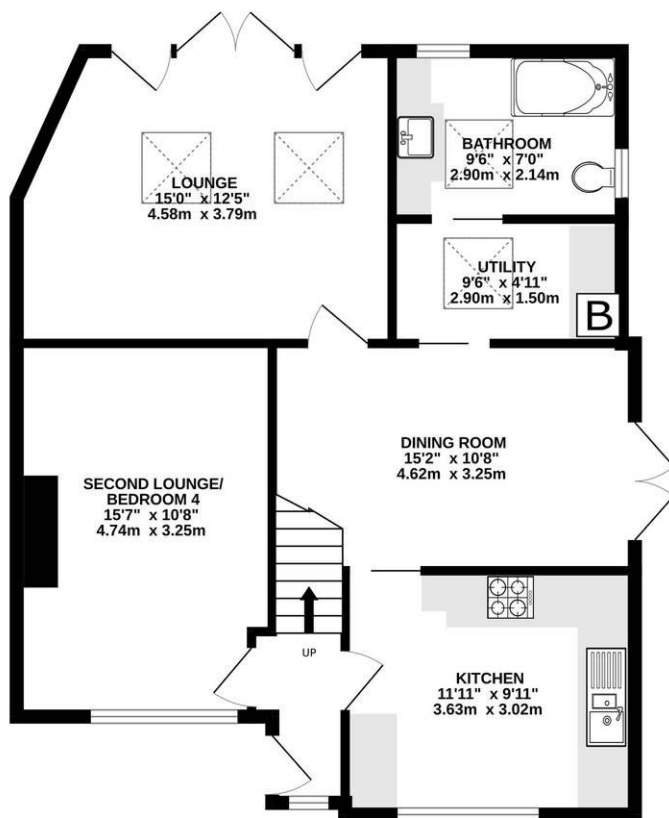 LOUNGE
15'0" x 12'5"
4.58m x 3.79m
BATHROOM
9'6" x 7'0"
2.90m x 2.14m
UTILITY
9'6" x 4'11"
2.90m x 1.50m
B
DINING ROOM
15'2" x 10'8"
4.62m x 3.25m
SECOND LOUNGE/
BEDROOM 4
15'7" x 10'8"
4.74m x 3.25m
UP
KITCHEN
11'11" x 9'11"
3.63m x 3.02m